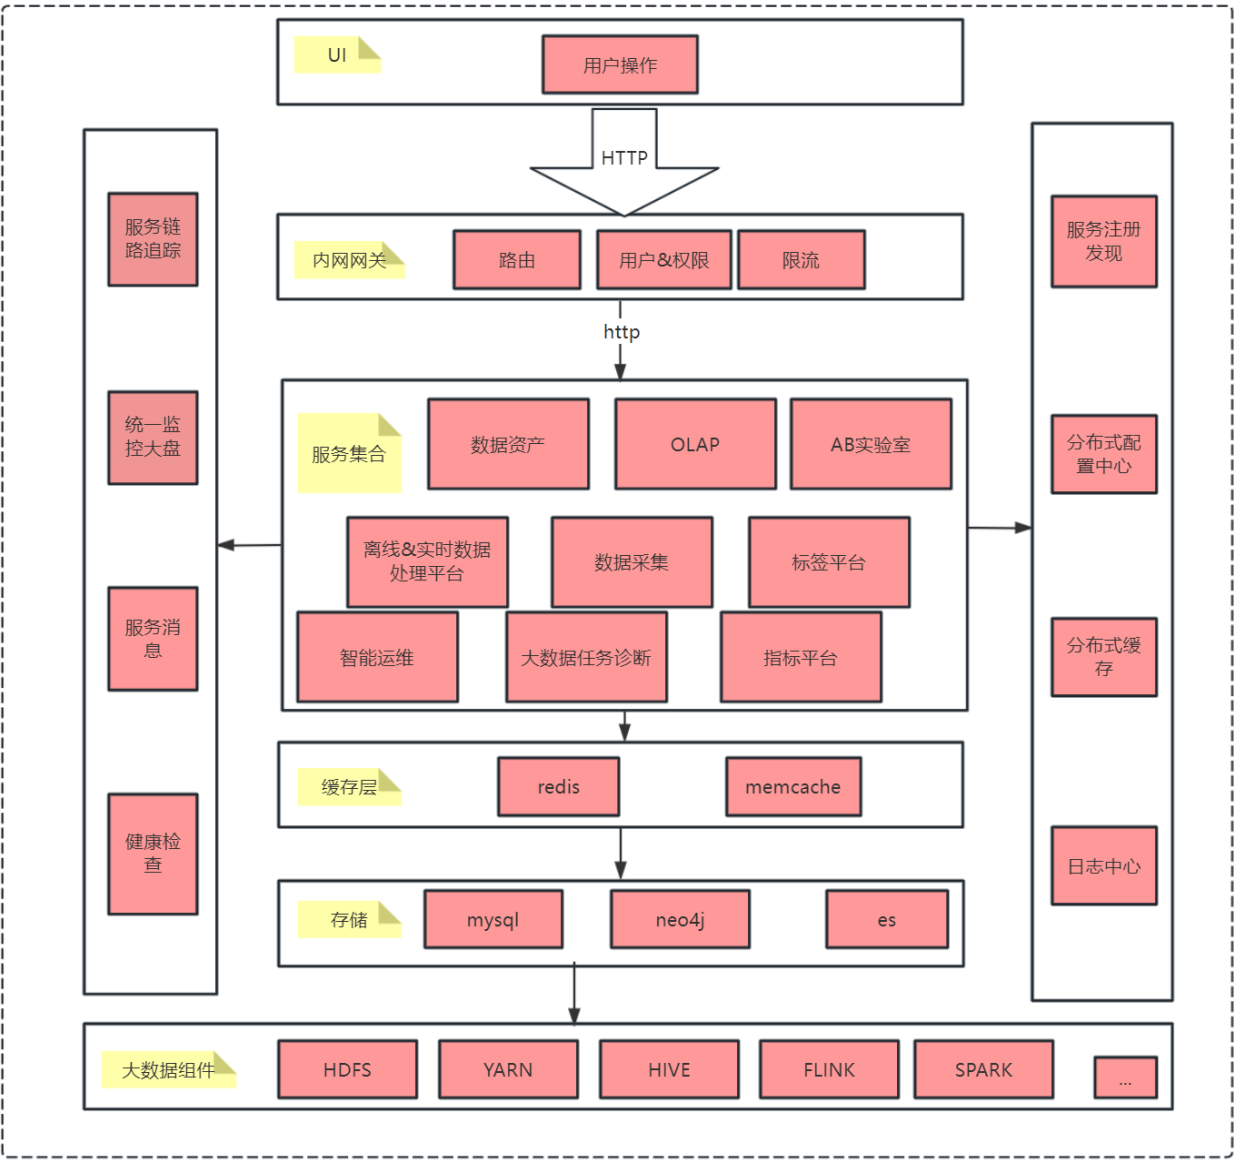 UI
用户操作
HTTP
内网网关
路由
用户&权限
限流
http
服务链
路追踪
统一监
控大盘
服务消
息
健康检
查
服务集合
数据资产
OLAP
AB实验室
离线&实时数据
处理平台
数据采集
标签平台
智能运维
大数据任务诊断
指标平台
服务注册
发现
分布式配
置中心
分布式缓
存
日志中心
缓存层
redis
memcache
存储
mysql
neo4j
es
大数据组件
HDFS
YARN
HIVE
FLINK
SPARK
...